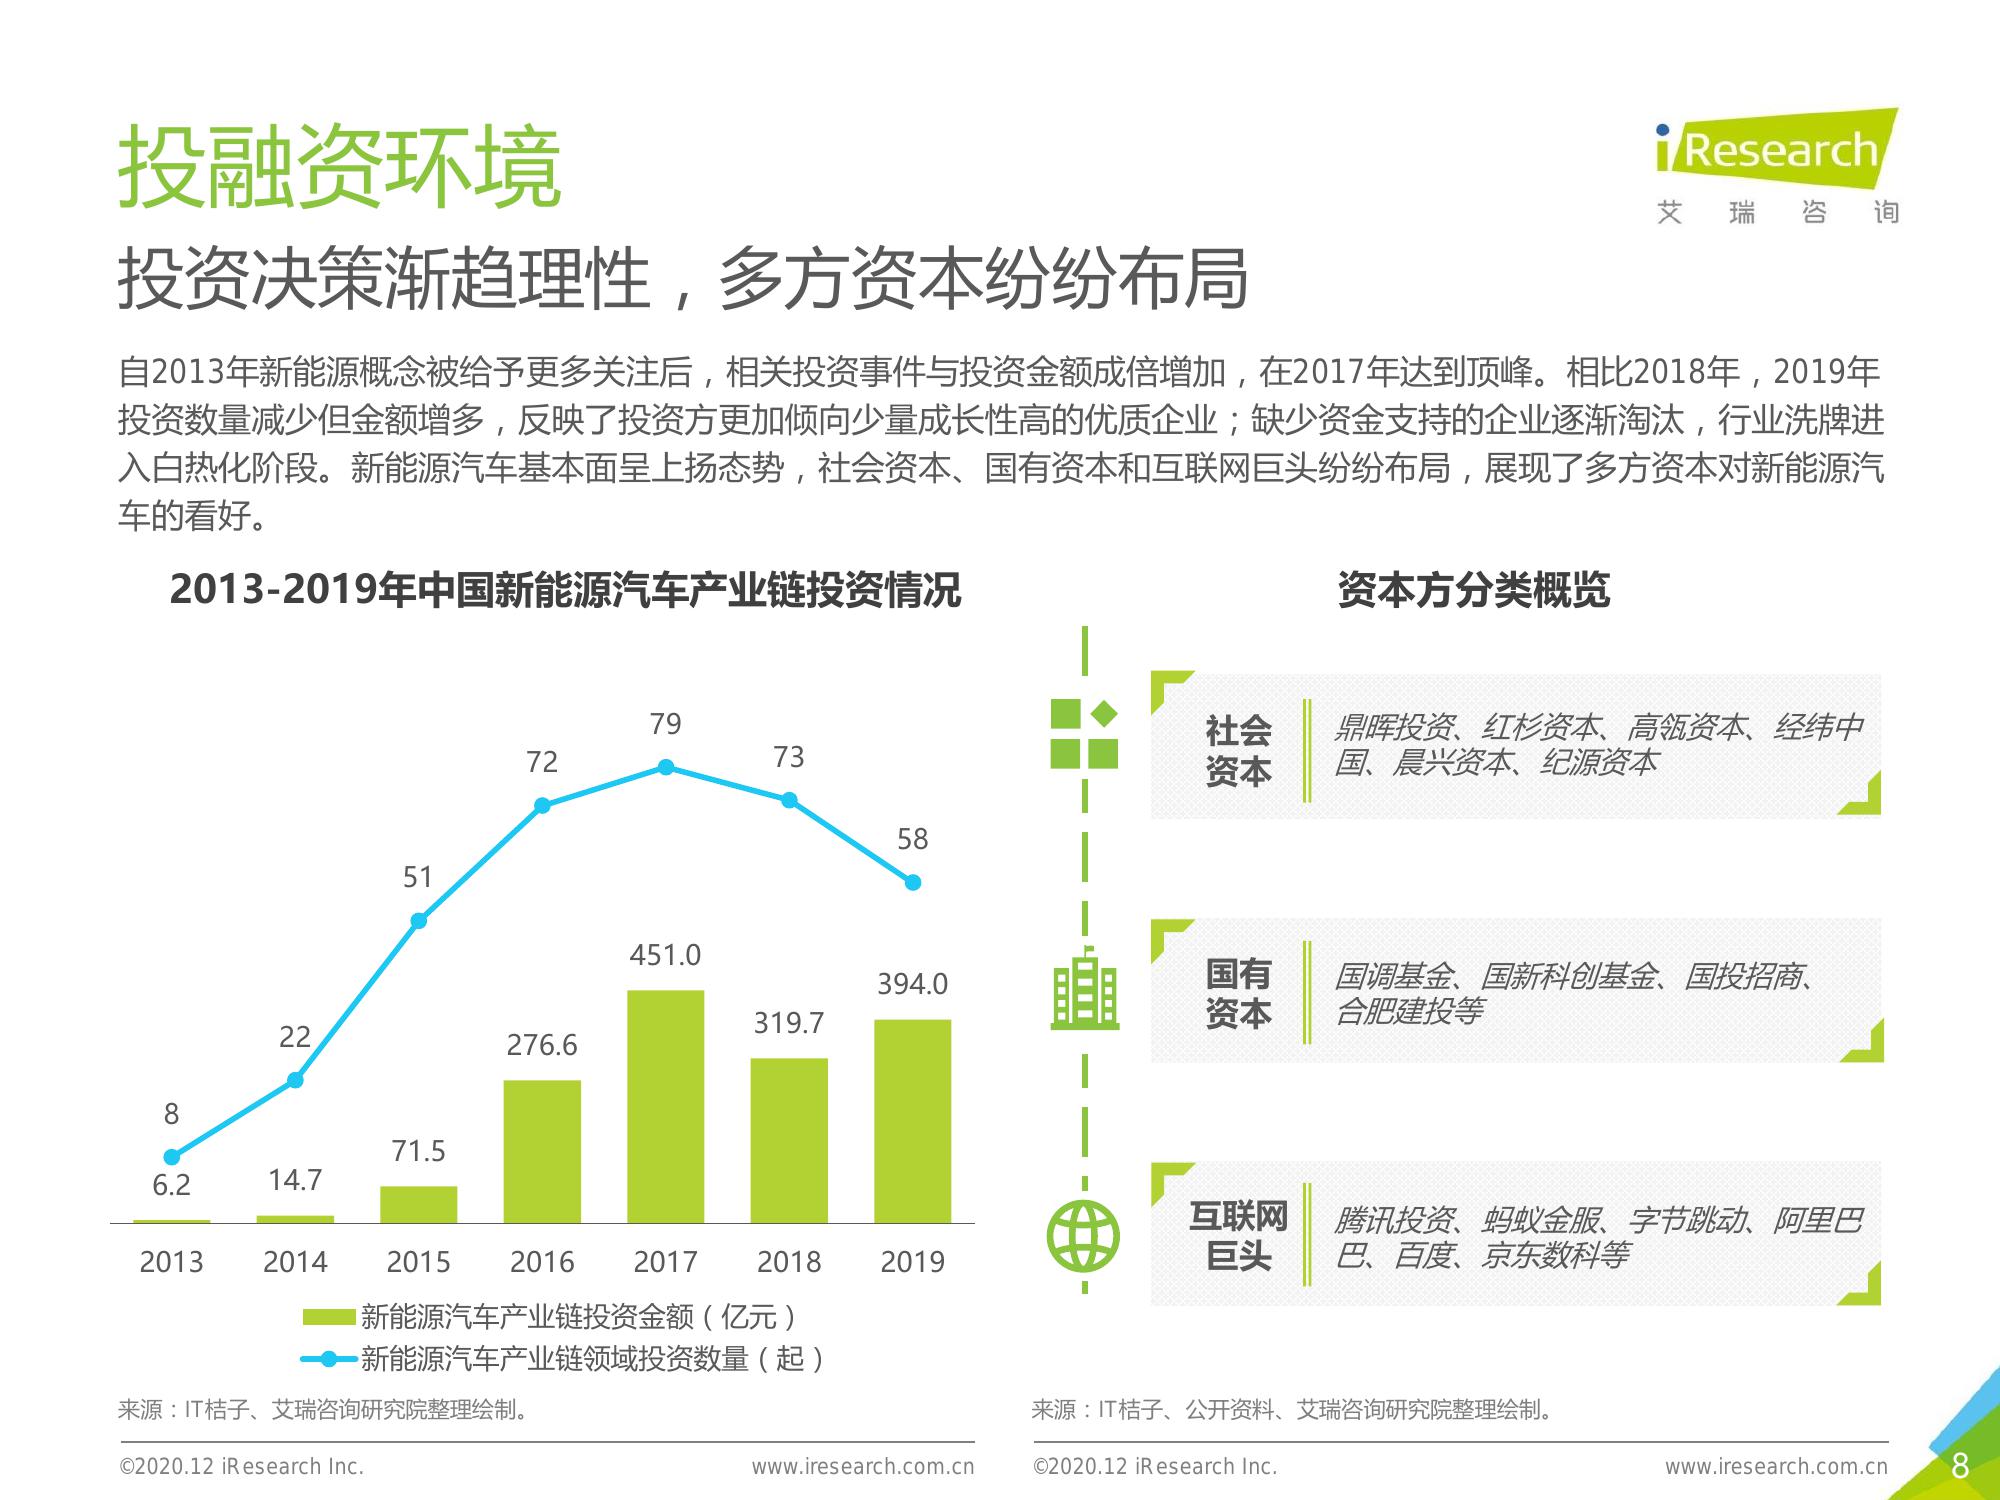 投融资环境
iResearch
艾瑞咨询
投资决策渐趋理性，多方资本纷纷布局
自2013年新能源概念被给予更多关注后，相关投资事件与投资金额成倍增加，在2017年达到顶峰。相比2018年，2019年
投资数量减少但金额增多，反映了投资方更加倾向少量成长性高的优质企业；缺少资金支持的企业逐渐淘汰，行业洗牌进
入白热化阶段。新能源汽车基本面呈上扬态势，社会资本、国有资本和互联网巨头纷纷布局，展现了多方资本对新能源汽
车的看好。
2013-2019年中国新能源汽车产业链投资情况
79
72
73
58
51
22
8
451.0
394.0
319.7
276.6
71.5
14.7
6.2
2013 2014 2015 2016 2017 2018 2019
新能源汽车产业链投资金额（亿元）
新能源汽车产业链领域投资数量（起）
来源：IT桔子、艾瑞咨询研究院整理绘制。
©2020.12 iResearch Inc. www.iresearch.com.cn
资本方分类概览
社会
资本
鼎晖投资、红杉资本、高瓴资本、经纬中
国、晨兴资本、纪源资本
国有
资本
国调基金、国新科创基金、国投招商、
合肥建投等
互联网
巨头
腾讯投资、蚂蚁金服、字节跳动、阿里巴
巴、百度、京东数科等
来源：IT桔子、公开资料、艾瑞咨询研究院整理绘制。
©2020.12 iResearch Inc. www.iresearch.com.cn
8